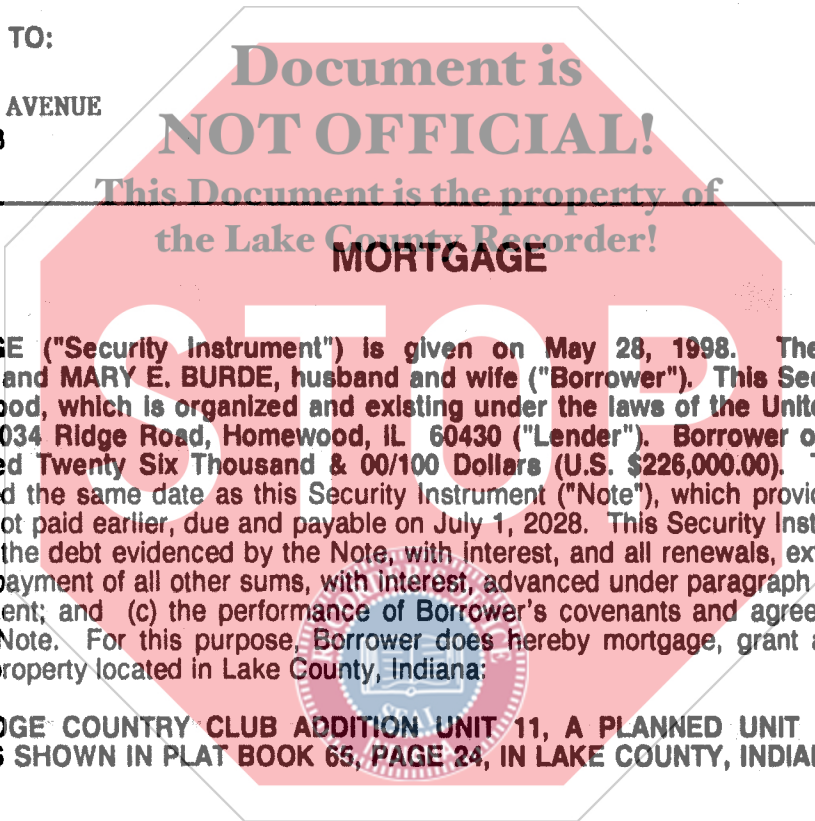 TO:
Document is
AVENUE
NOT OFFICIAL!
This Document is the property of
the Lake County Recorder!
MORTGAGE
STOP
GE ("Security Instrument") is given on May 28, 1998. The
and MARY E. BURDE, husband and wife ("Borrower"). This Sec
ood, which is organized and existing under the laws of the Unite
034 Ridge Road, Homewood, IL 60430 ("Lender"). Borrower o
ed Twenty Six Thousand & 00/100 Dollars (U.S. $226,000.00). T
d the same date as this Security Instrument ("Note"), which provid
ot paid earlier, due and payable on July 1, 2028. This Security Inst
the debt evidenced by the Note, with interest, and all renewals, ex
payment of all other sums, with interest, advanced under paragraph
ent; and (c) the performance of Borrower's covenants and agree
Note. For this purpose, Borrower does hereby mortgage, grant a
property located in Lake County, Indiana:
DGE COUNTRY CLUB ADDITION UNIT 11, A PLANNED UNIT
S SHOWN IN PLAT BOOK 65, PAGE 24, IN LAKE COUNTY, INDIAN
SEAL